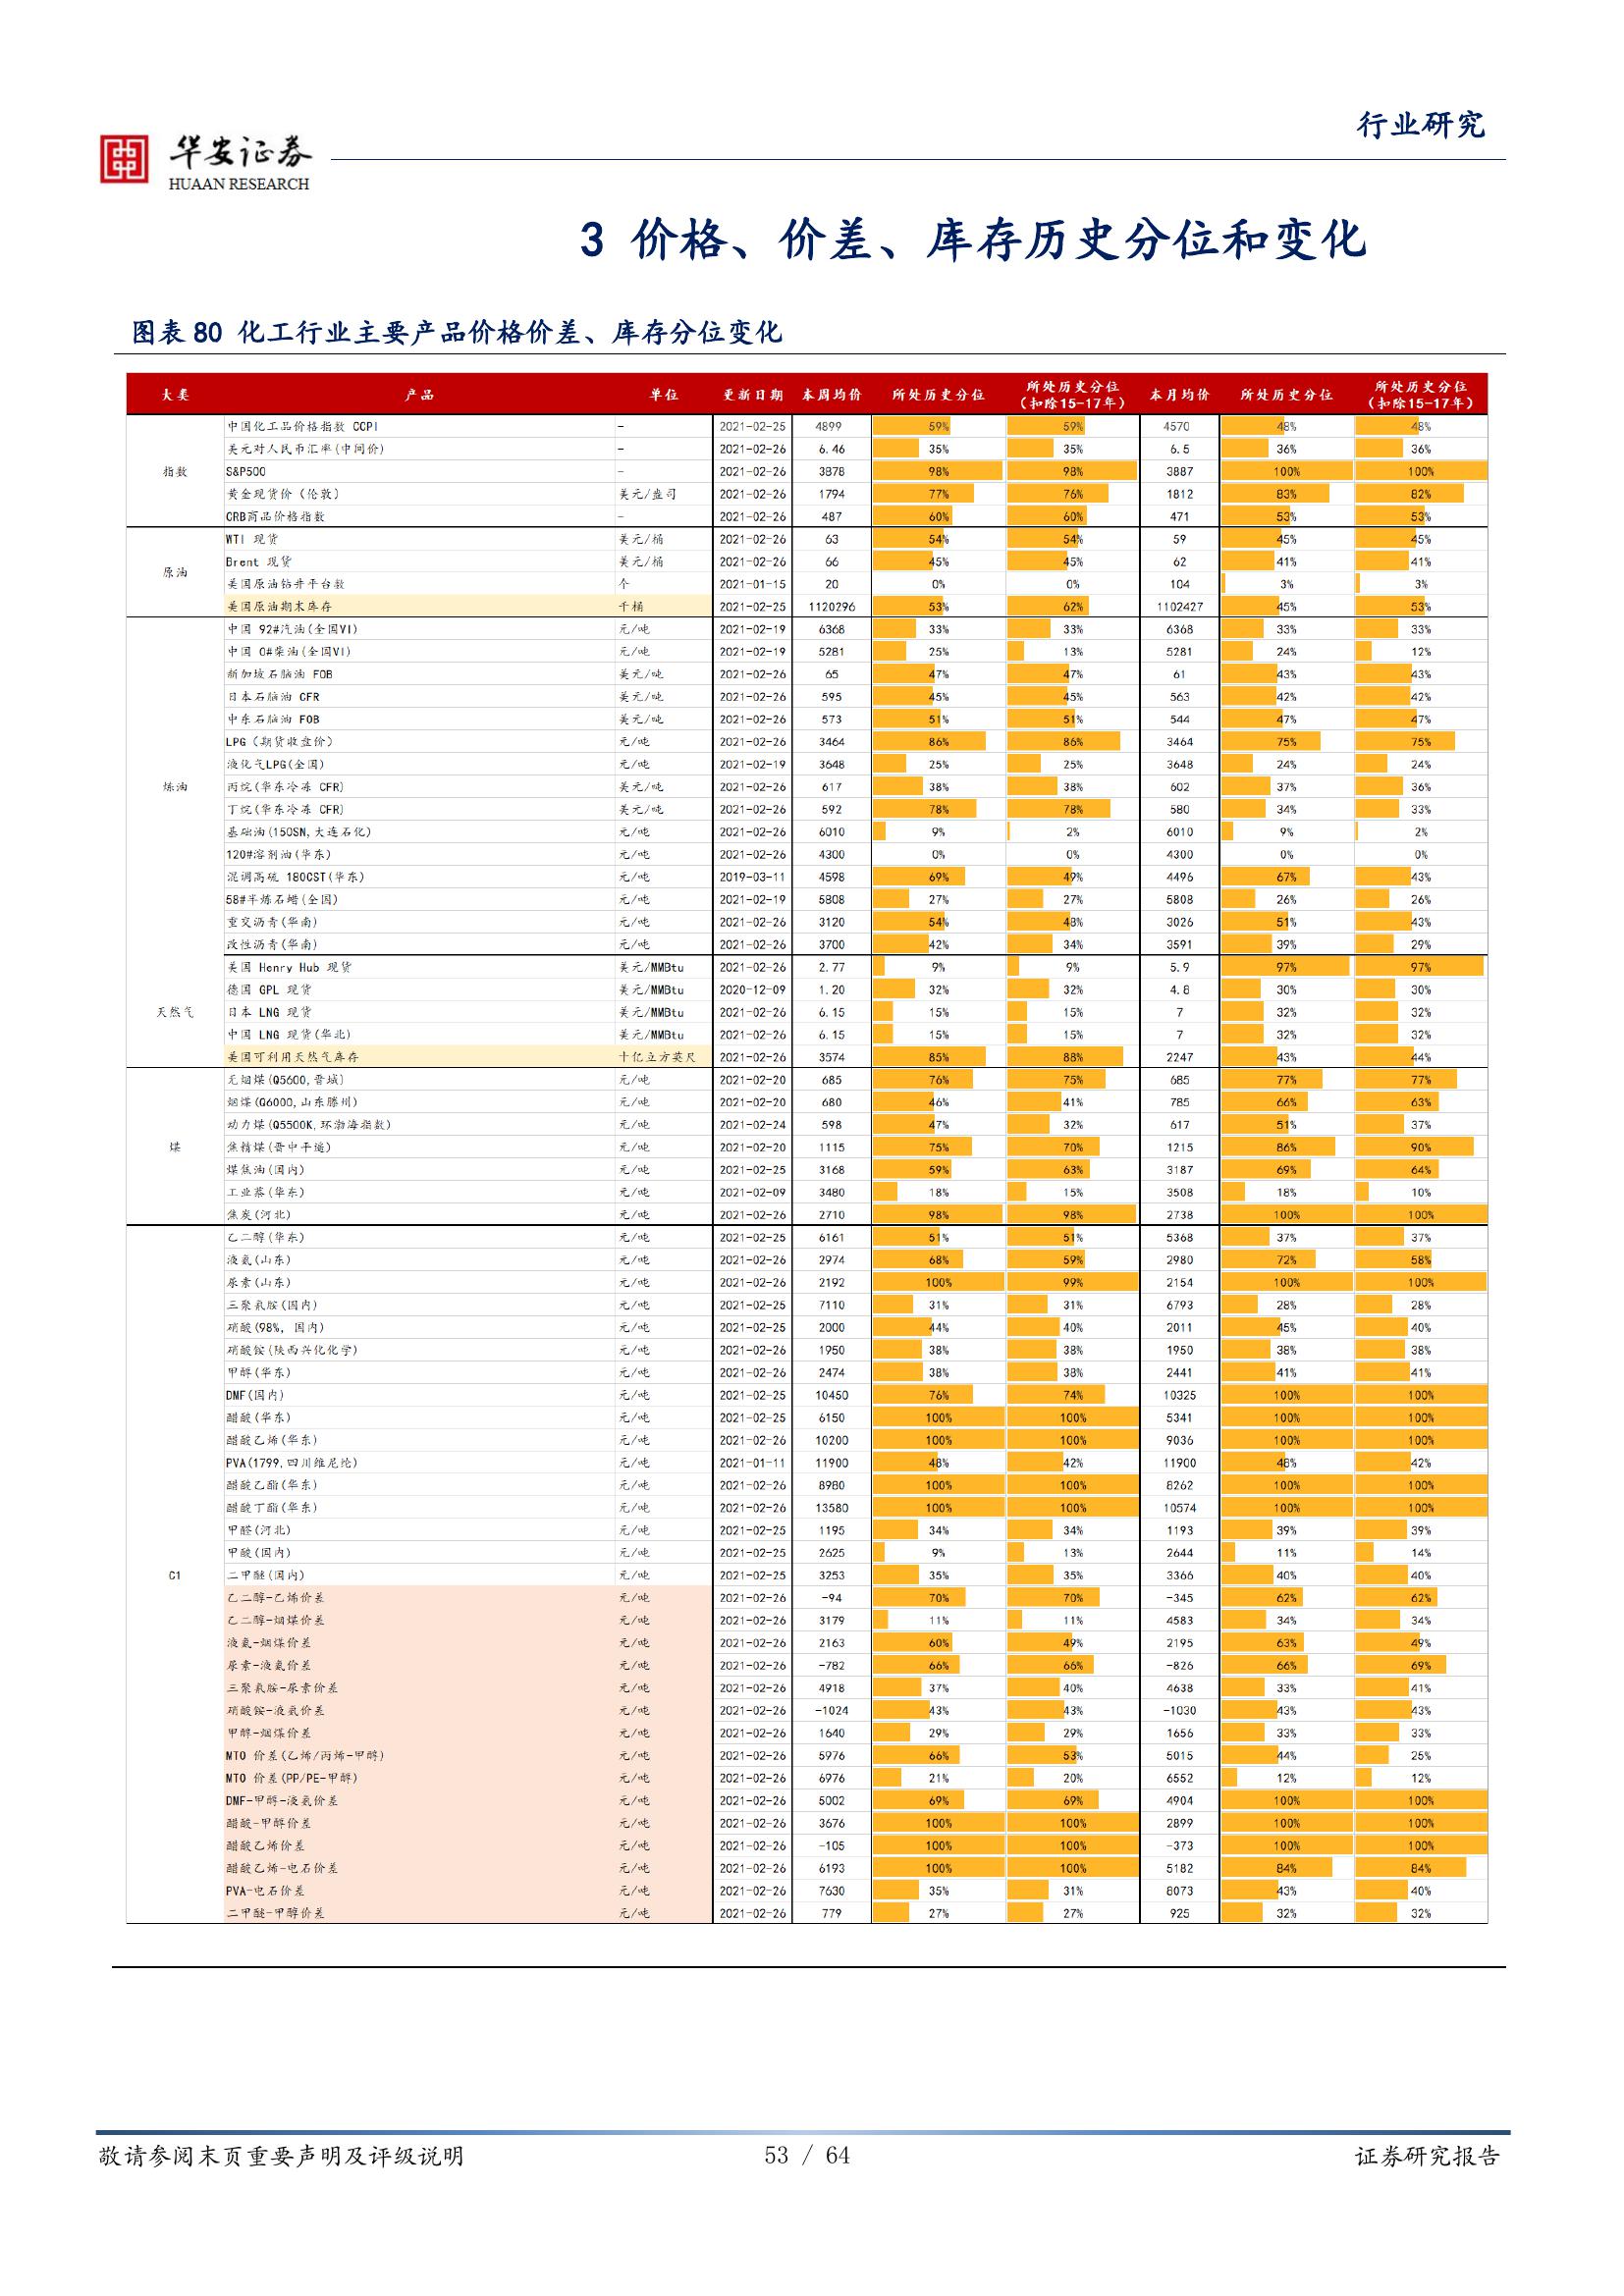 行业研究
华安证券
HUAAN RESEARCH
3 价格、价差、库存历史分位和变化
图表 80 化工行业主要产品价格价差、库存分位变化
大类 产品 单位 更新日期 本周均价 所处历史分位 所处历史分位(扣除15-17年) 本月均价 所处历史分位 所处历史分位(扣除15-17年)
指数
中国化工品价格指数 CCPI - 2021-02-25 4899 59% 59% 4570 48% 48%
美元对人民币汇率(中间价) - 2021-02-26 6.46 35% 35% 6.5 36% 36%
S&P500 - 2021-02-26 3878 98% 98% 3887 100% 100%
黄金现货价(伦敦) 美元/盎司 2021-02-26 1794 77% 76% 1812 83% 82%
CRB商品价格指数 - 2021-02-26 487 60% 60% 471 53% 53%
原油
WTI 现货 美元/桶 2021-02-26 63 54% 54% 59 45% 45%
Brent 现货 美元/桶 2021-02-26 66 45% 45% 62 41% 41%
美国原油钻井平台数 个 2021-01-15 20 0% 0% 104 3% 3%
美国原油期末库存 千桶 2021-02-25 1120296 53% 62% 1102427 45% 53%
炼油
中国 92#汽油(全国VI) 元/吨 2021-02-19 6368 33% 33% 6368 33% 33%
中国 0#柴油(全国VI) 元/吨 2021-02-19 5281 25% 13% 5281 24% 12%
新加坡石脑油 FOB 美元/吨 2021-02-26 65 47% 47% 61 43% 43%
日本石脑油 CFR 美元/吨 2021-02-26 595 45% 45% 563 42% 42%
中东石脑油 FOB 美元/吨 2021-02-26 573 51% 51% 544 47% 47%
LPG(期货收盘价) 元/吨 2021-02-26 3464 86% 86% 3464 75% 75%
液化气LPG(全国) 元/吨 2021-02-19 3648 25% 25% 3648 24% 24%
丙烷(华东冷冻 CFR) 美元/吨 2021-02-26 617 38% 38% 602 37% 36%
丁烷(华东冷冻 CFR) 美元/吨 2021-02-26 592 78% 78% 580 34% 33%
基础油(150SN,大连石化) 元/吨 2021-02-26 6010 9% 2% 6010 9% 2%
120#溶剂油(华东) 元/吨 2021-02-26 4300 0% 0% 4300 0% 0%
混调高硫 180CST(华东) 元/吨 2019-03-11 4598 69% 49% 4496 67% 43%
58#半炼石蜡(全国) 元/吨 2021-02-19 5808 27% 27% 5808 26% 26%
重交沥青(华南) 元/吨 2021-02-26 3120 54% 48% 3026 51% 43%
改性沥青(华南) 元/吨 2021-02-26 3700 42% 34% 3591 39% 29%
天然气
美国 Henry Hub 现货 美元/MMBtu 2021-02-26 2.77 9% 9% 5.9 97% 97%
德国 GPL 现货 美元/MMBtu 2020-12-09 1.20 32% 32% 4.8 30% 30%
日本 LNG 现货 美元/MMBtu 2021-02-26 6.15 15% 15% 7 32% 32%
中国 LNG 现货(华北) 美元/MMBtu 2021-02-26 6.15 15% 15% 7 32% 32%
美国可利用天然气库存 十亿立方英尺 2021-02-26 3574 85% 88% 2247 43% 44%
煤
无烟煤(Q5600,晋城) 元/吨 2021-02-20 685 76% 75% 685 77% 77%
烟煤(Q6000,山东滕州) 元/吨 2021-02-20 680 46% 41% 785 66% 63%
动力煤(Q5500K,环渤海指数) 元/吨 2021-02-24 598 47% 32% 617 51% 37%
焦精煤(晋中平遥) 元/吨 2021-02-20 1115 75% 70% 1215 86% 90%
煤焦油(国内) 元/吨 2021-02-25 3168 59% 63% 3187 69% 64%
工业萘(华东) 元/吨 2021-02-09 3480 18% 15% 3508 18% 10%
焦炭(河北) 元/吨 2021-02-26 2710 98% 98% 2738 100% 100%
C1
乙二醇(华东) 元/吨 2021-02-25 6161 51% 51% 5368 37% 37%
液氨(山东) 元/吨 2021-02-26 2974 68% 59% 2980 72% 58%
尿素(山东) 元/吨 2021-02-26 2192 100% 99% 2154 100% 100%
三聚氰胺(国内) 元/吨 2021-02-25 7110 31% 31% 6793 28% 28%
硝酸(98%, 国内) 元/吨 2021-02-25 2000 44% 40% 2011 45% 40%
硝酸铵(陕西兴化化学) 元/吨 2021-02-26 1950 38% 38% 1950 38% 38%
甲醇(华东) 元/吨 2021-02-26 2474 38% 38% 2441 41% 41%
DMF(国内) 元/吨 2021-02-25 10450 76% 74% 10325 100% 100%
醋酸(华东) 元/吨 2021-02-25 6150 100% 100% 5341 100% 100%
醋酸乙烯(华东) 元/吨 2021-02-26 10200 100% 100% 9036 100% 100%
PVA(1799,四川维尼纶) 元/吨 2021-01-11 11900 48% 42% 11900 48% 42%
醋酸乙酯(华东) 元/吨 2021-02-26 8980 100% 100% 8262 100% 100%
醋酸丁酯(华东) 元/吨 2021-02-26 13580 100% 100% 10574 100% 100%
甲醛(河北) 元/吨 2021-02-25 1195 34% 34% 1193 39% 39%
甲酸(国内) 元/吨 2021-02-25 2625 9% 13% 2644 11% 14%
二甲醚(国内) 元/吨 2021-02-25 3253 35% 35% 3366 40% 40%
乙二醇-乙烯价差 元/吨 2021-02-26 -94 70% 70% -345 62% 62%
乙二醇-烟煤价差 元/吨 2021-02-26 3179 11% 11% 4583 34% 34%
液氨-烟煤价差 元/吨 2021-02-26 2163 60% 49% 2195 63% 49%
尿素-液氨价差 元/吨 2021-02-26 -782 66% 66% -826 66% 69%
三聚氰胺-尿素价差 元/吨 2021-02-26 4918 37% 40% 4638 33% 41%
硝酸铵-液氨价差 元/吨 2021-02-26 -1024 43% 43% -1030 43% 43%
甲醇-烟煤价差 元/吨 2021-02-26 1640 29% 29% 1656 33% 33%
MTO 价差(乙烯/丙烯-甲醇) 元/吨 2021-02-26 5976 66% 53% 5015 44% 25%
MTO 价差(PP/PE-甲醇) 元/吨 2021-02-26 6976 21% 20% 6552 12% 12%
DMF-甲醇-液氨价差 元/吨 2021-02-26 5002 69% 69% 4904 100% 100%
醋酸-甲醇价差 元/吨 2021-02-26 3676 100% 100% 2899 100% 100%
醋酸乙烯价差 元/吨 2021-02-26 -105 100% 100% -373 100% 100%
醋酸乙烯-电石价差 元/吨 2021-02-26 6193 100% 100% 5182 84% 84%
PVA-电石价差 元/吨 2021-02-26 7630 35% 31% 8073 43% 40%
二甲醚-甲醇价差 元/吨 2021-02-26 779 27% 27% 925 32% 32%
敬请参阅末页重要声明及评级说明 53 / 64 证券研究报告